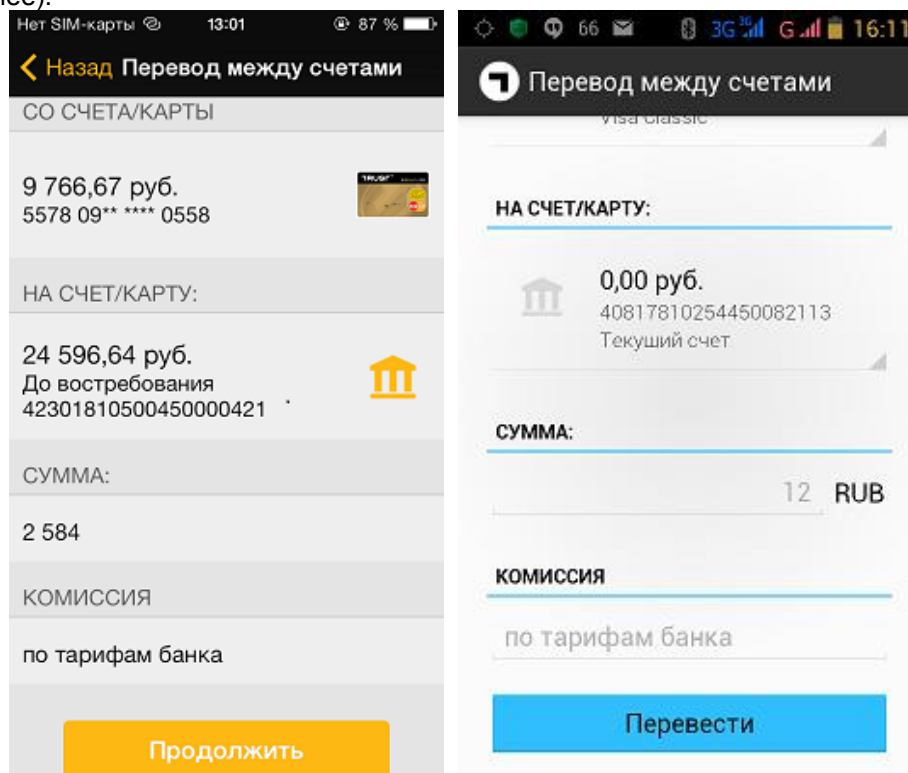 нее).
Нет SIM-карты 13:01 87 %
Назад Перевод между счетами
СО СЧЕТА/КАРТЫ
9 766,67 руб.
5578 09** **** 0558
TRUST
НА СЧЕТ/КАРТУ:
24 596,64 руб.
До востребования
42301810500450000421
СУММА:
2 584
КОМИССИЯ
по тарифам банка
Продолжить
66 3G 3G G 16:11
Перевод между счетами
Visa Classic
НА СЧЕТ/КАРТУ:
0,00 руб.
40817810254450082113
Текущий счет
СУММА:
12 RUB
КОМИССИЯ
по тарифам банка
Перевести